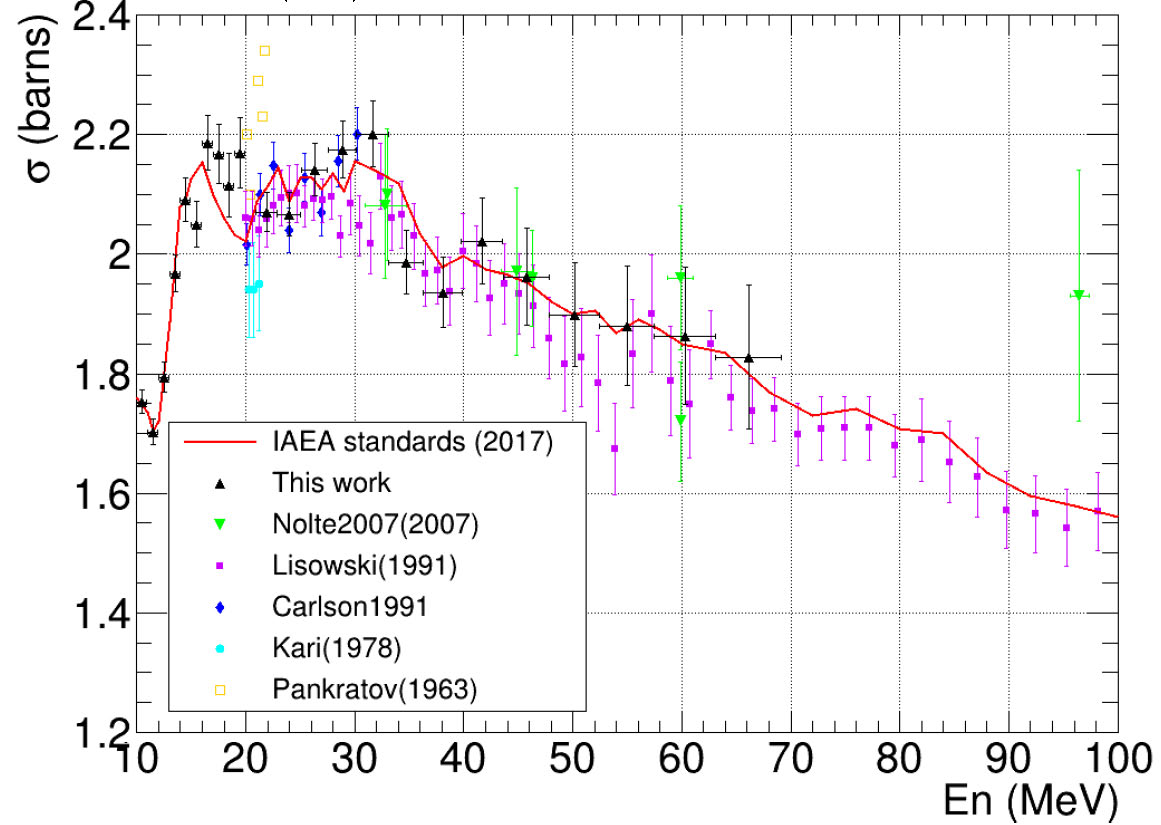 σ (barns)
2.4
2.2
2
1.8
1.6
1.4
1.2
IAEA standards (2017)
This work
Nolte2007(2007)
Lisowski(1991)
Carlson1991
Kari(1978)
Pankratov(1963)
10 20 30 40 50 60 70 80 90 100
En (MeV)